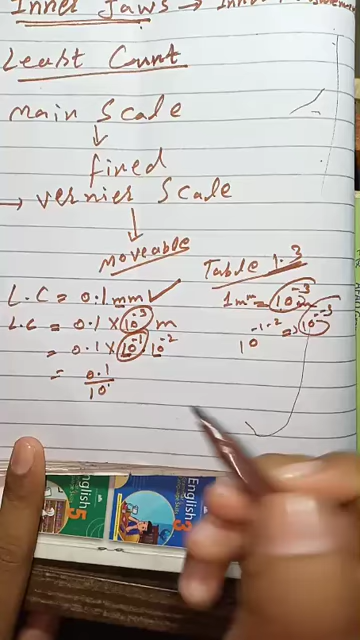 Inner Jaws →
Least Count
Main Scale
↓
fixed
→ Vernier Scale
↓
Moveable
Table 1.3
L.C = 0.1 mm ✓
1mm = 10⁻³ m
L.C = 0.1 × 10⁻³ m
10⁻¹⁻² => 10⁻³
= 0.1 × 10⁻¹ 10⁻²
= 0.1/10¹
English
5
English
3